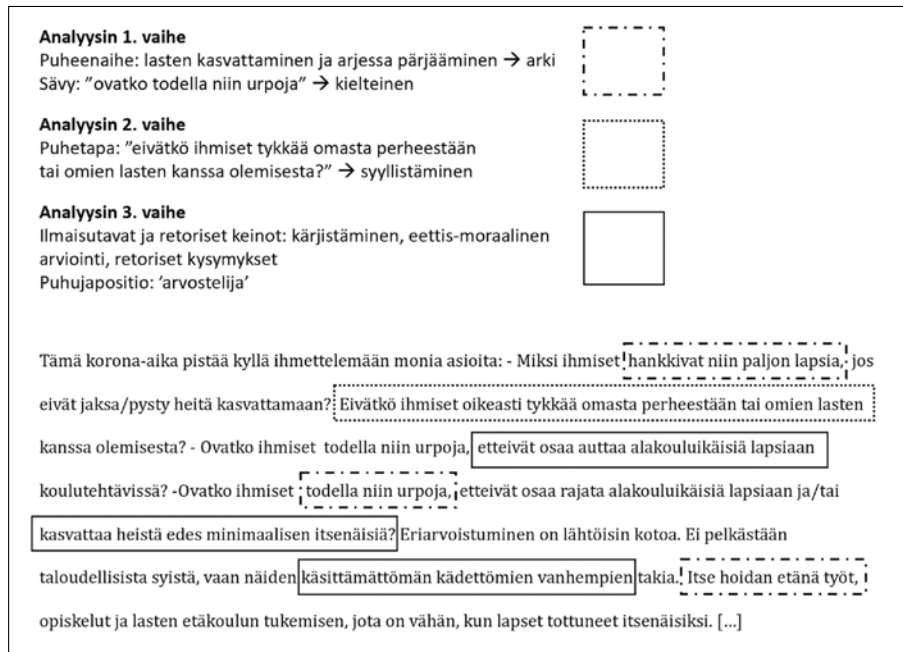 Analyysin 1. vaihe
Puheenaihe: lasten kasvattaminen ja arjessa pärjääminen → arki
Sävy: ”ovatko todella niin urpoja” → kielteinen
Analyysin 2. vaihe
Puhetapa: ”eivätkö ihmiset tykkää omasta perheestään
tai omien lasten kanssa olemisesta?” → syyllistäminen
Analyysin 3. vaihe
Ilmaisutavat ja retoriset keinot: kärjistäminen, eettis-moraalinen
arviointi, retoriset kysymykset
Puhujapositio: ’arvostelija’
Tämä korona-aika pistää kyllä ihmettelemään monia asioita: - Miksi ihmiset hankkivat niin paljon lapsia, jos
eivät jaksa/pysty heitä kasvattamaan? Eivätkö ihmiset oikeasti tykkää omasta perheestään tai omien lasten
kanssa olemisesta? - Ovatko ihmiset todella niin urpoja, etteivät osaa auttaa alakouluikäisiä lapsiaan
koulutehtävissä? -Ovatko ihmiset todella niin urpoja, etteivät osaa rajata alakouluikäisiä lapsiaan ja/tai
kasvattaa heistä edes minimaalisen itsenäisiä? Eriarvoistuminen on lähtöisin kotoa. Ei pelkästään
taloudellisista syistä, vaan näiden käsittämättömän kädettömien vanhempien takia. Itse hoidan etänä työt,
opiskelut ja lasten etäkoulun tukemisen, jota on vähän, kun lapset tottuneet itsenäisiksi. [...]